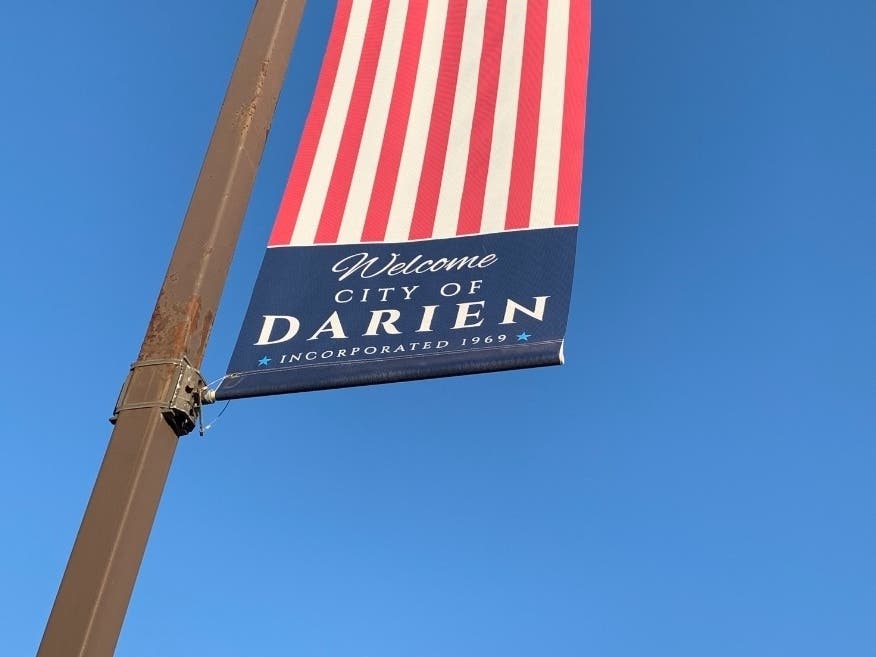 Welcome
CITY OF
DARIEN
INCORPORATED 1969